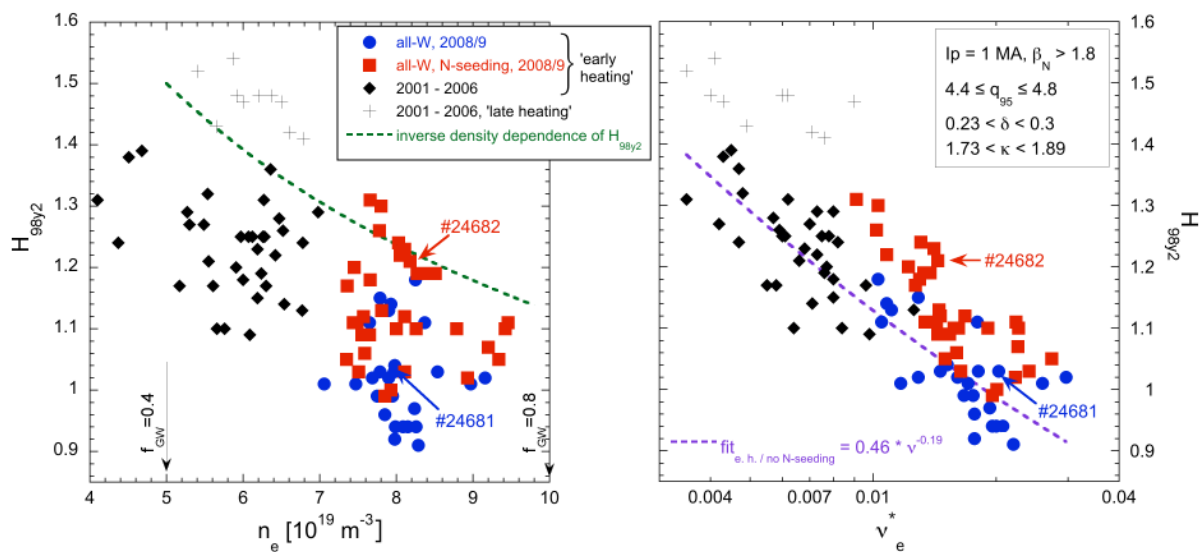 1.6
1.5
1.4
1.3
1.2
1.1
1
0.9
H98y2
4
5
6
7
8
9
10
ne [10^19 m^-3]
all-W, 2008/9
all-W, N-seeding, 2008/9
2001 - 2006
'early
heating'
2001 - 2006, 'late heating'
inverse density dependence of H98y2
#24682
#24681
fGW=0.4
fGW=0.8
Ip = 1 MA, βN > 1.8
4.4 ≤ q95 ≤ 4.8
0.23 < δ < 0.3
1.73 < κ < 1.89
#24682
#24681
fit e. h. / no N-seeding = 0.46 * ν^-0.19
1.6
1.5
1.4
1.3
1.2
1.1
1
0.9
H98y2
0.004
0.007
0.01
0.04
νe*